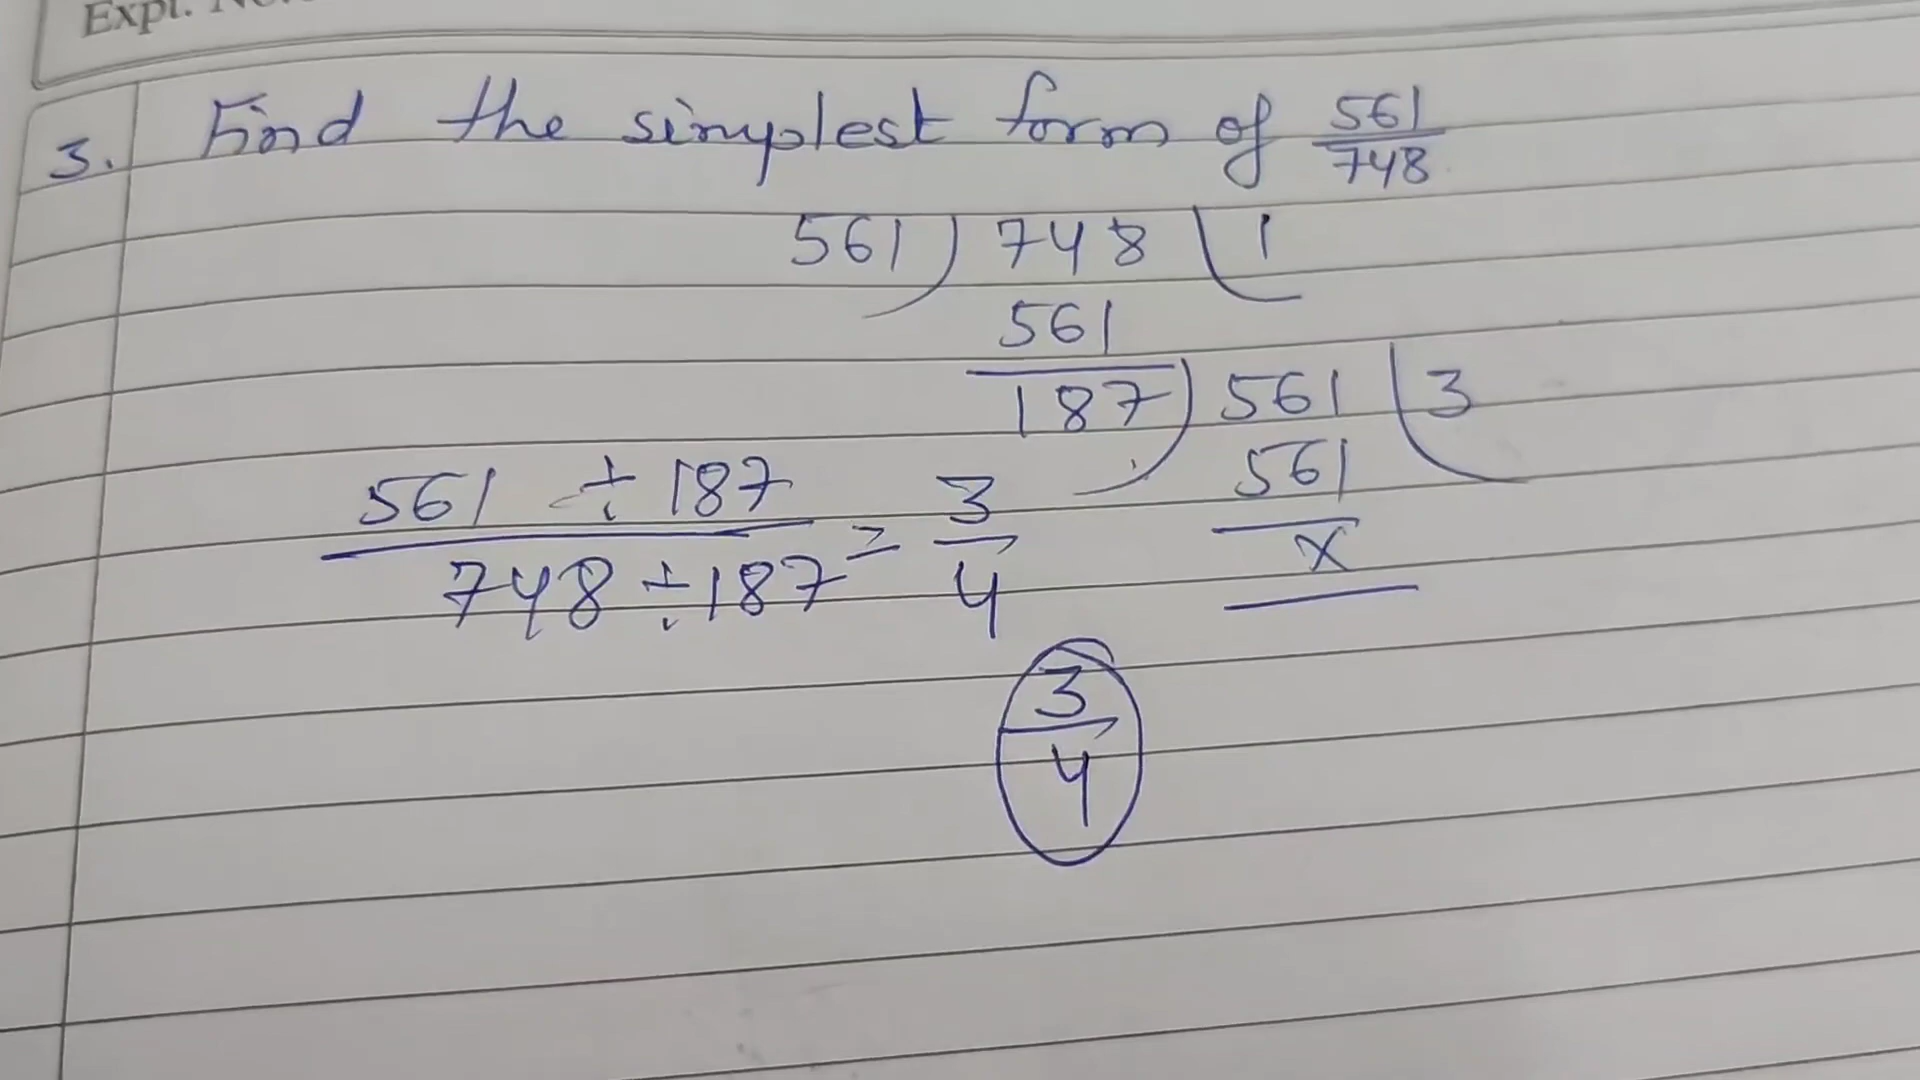 Expt.
3. Find the simplest form of 561/748
561) 748 ( 1
561
187) 561 ( 3
561
x
561 ÷ 187 / 748 ÷ 187 = 3/4
3/4